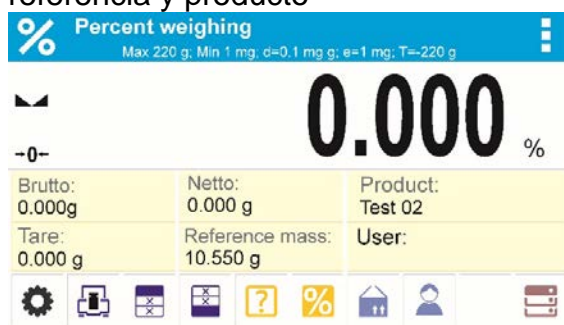 referencia y producto
% Percent weighing
Max 220 g; Min 1 mg; d=0.1 mg g; e=1 mg; T=-220 g
0.000 %
→0←
Brutto: Netto: Product:
0.000g 0.000 g Test 02
Tare: Reference mass: User:
0.000 g 10.550 g
? %